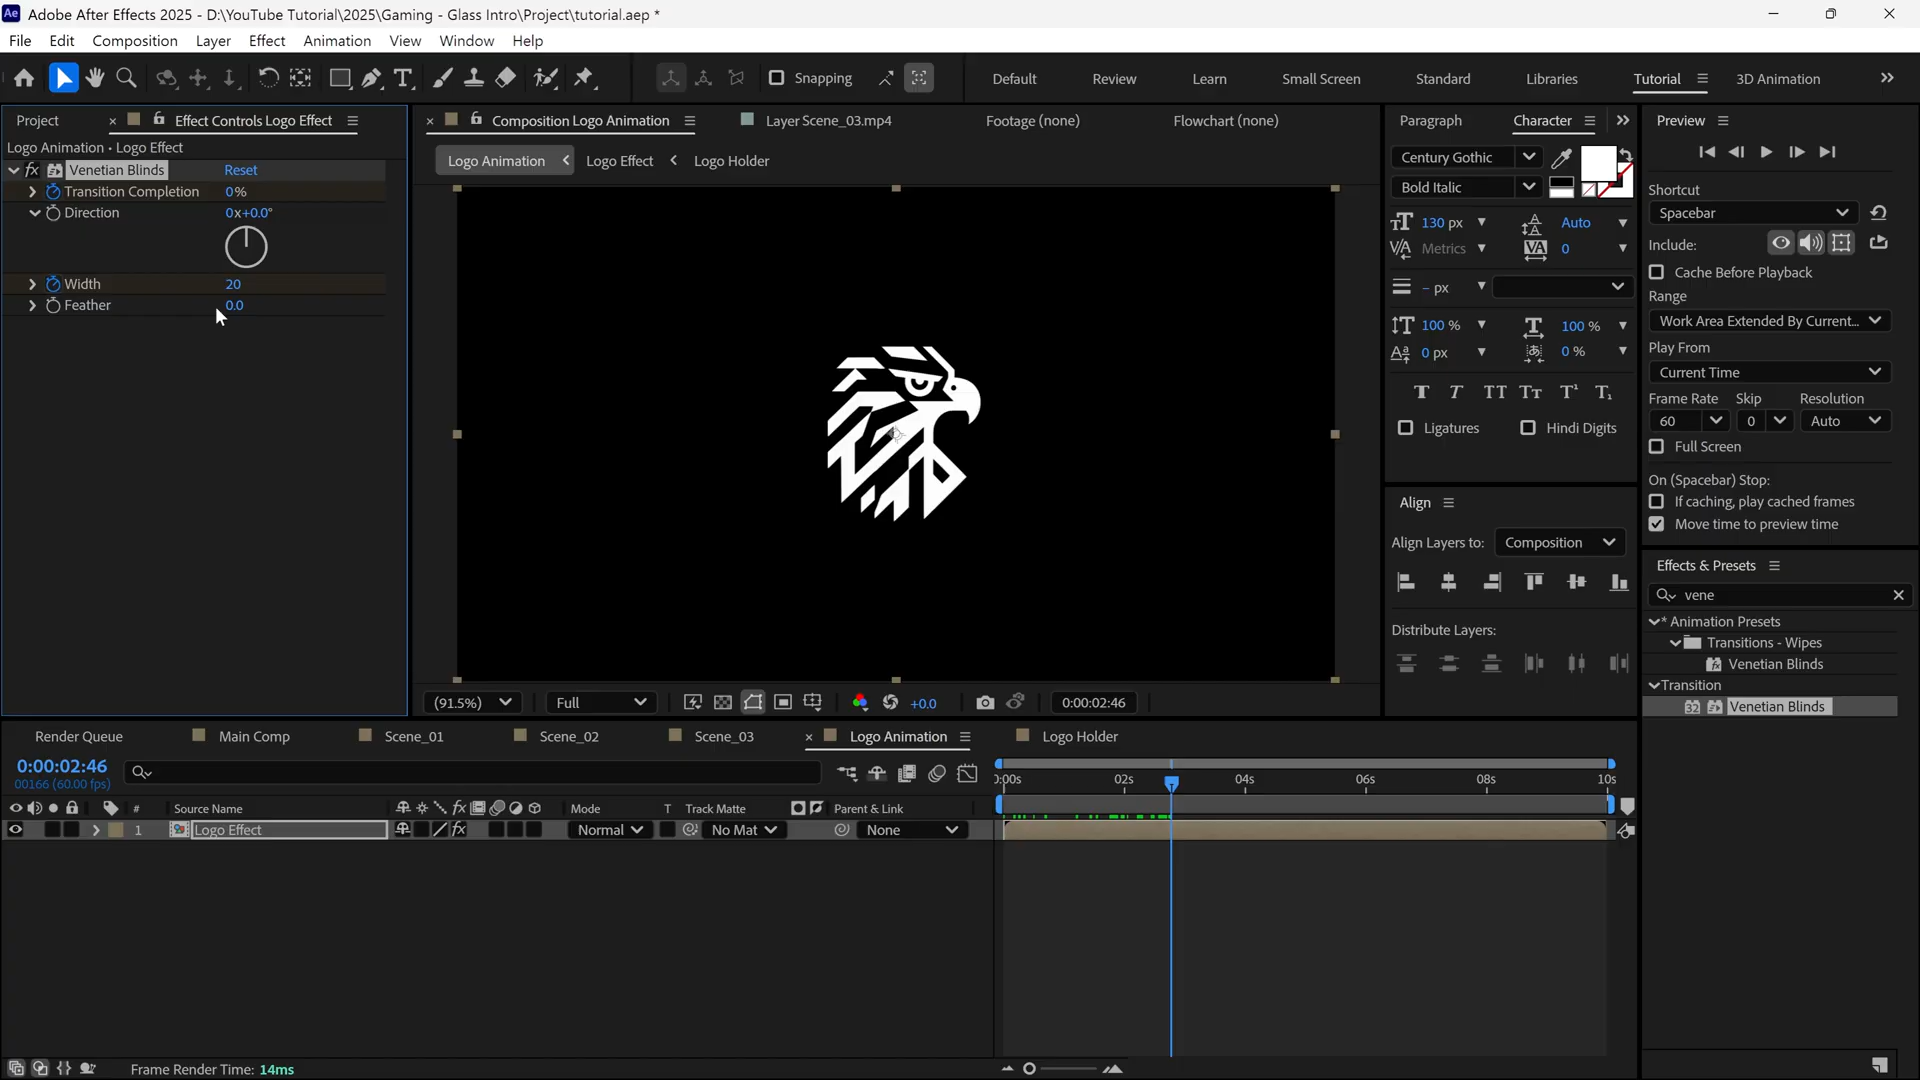 Adobe After Effects 2025 - D:\YouTube Tutorial\2025\Gaming - Glass Intro\Project\tutorial.aep *
File Edit Composition Layer Effect Animation View Window Help
Snapping Default Review Learn Small Screen Standard Libraries Tutorial 3D Animation
Project Effect Controls Logo Effect
Logo Animation • Logo Effect
fx Venetian Blinds Reset
Transition Completion 0%
Direction 0x+0.0°
Width 20
Feather 0.0
Composition Logo Animation Layer Scene_03.mp4 Footage (none) Flowchart (none)
Logo Animation Logo Effect Logo Holder
(91.5%) Full +0.0 0:00:02:46
Paragraph Character
Century Gothic
Bold Italic
130 px Auto
Metrics 0
– px
100 % 100 %
0 px 0 %
Ligatures Hindi Digits
Align
Align Layers to: Composition
Distribute Layers:
Preview
Shortcut
Spacebar
Include:
Cache Before Playback
Range
Work Area Extended By Current...
Play From
Current Time
Frame Rate Skip Resolution
60 0 Auto
Full Screen
On (Spacebar) Stop:
If caching, play cached frames
Move time to preview time
Effects & Presets
vene
* Animation Presets
Transitions - Wipes
Venetian Blinds
Transition
32 Venetian Blinds
Render Queue Main Comp Scene_01 Scene_02 Scene_03 Logo Animation Logo Holder
0:00:02:46
00166 (60.00 fps)
# Source Name Mode T Track Matte Parent & Link
1 Logo Effect Normal No Mat None
0:00s 02s 04s 06s 08s 10s
Frame Render Time: 14ms